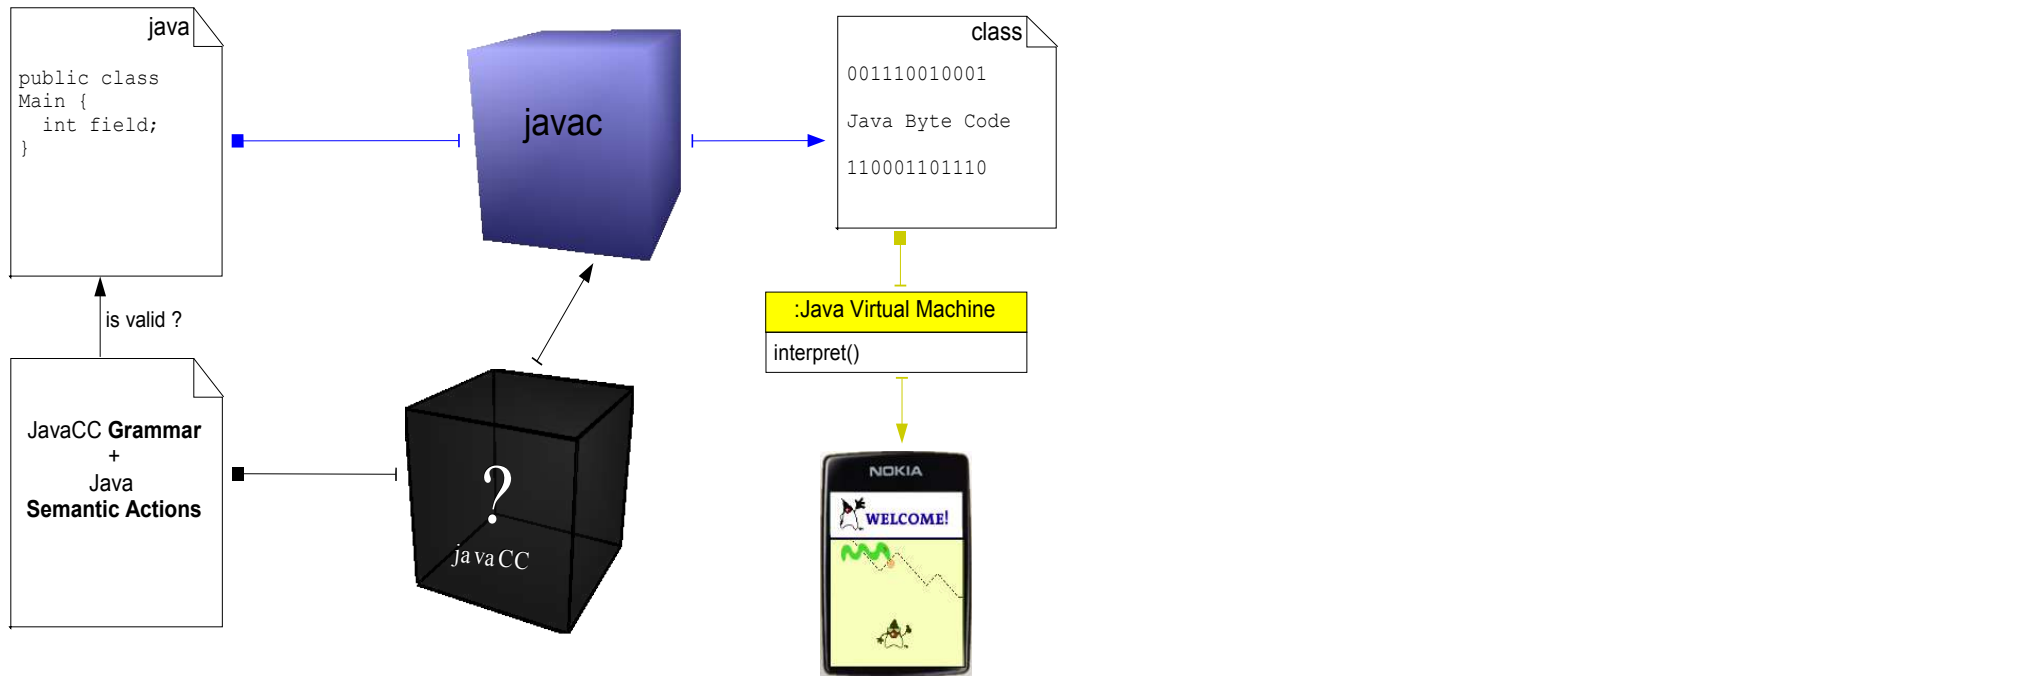 java
public class
Main {
  int field;
}
javac
class
001110010001
Java Byte Code
110001101110
is valid ?
:Java Virtual Machine
interpret()
JavaCC Grammar
+
Java
Semantic Actions
?
javaCC
NOKIA
WELCOME!